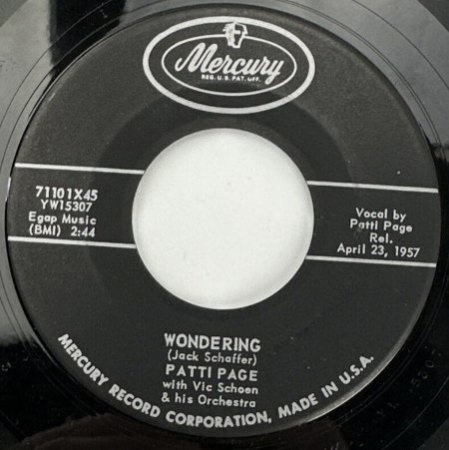 Mercury
REG. U.S. PAT. OFF.
71101X45
YW15307
Egap Music
(BMI) 2:44
Vocal by
Patti Page
Rel.
April 23, 1957
WONDERING
(Jack Schaffer)
PATTI PAGE
with Vic Schoen
& his Orchestra
MERCURY RECORD CORPORATION, MADE IN U.S.A.